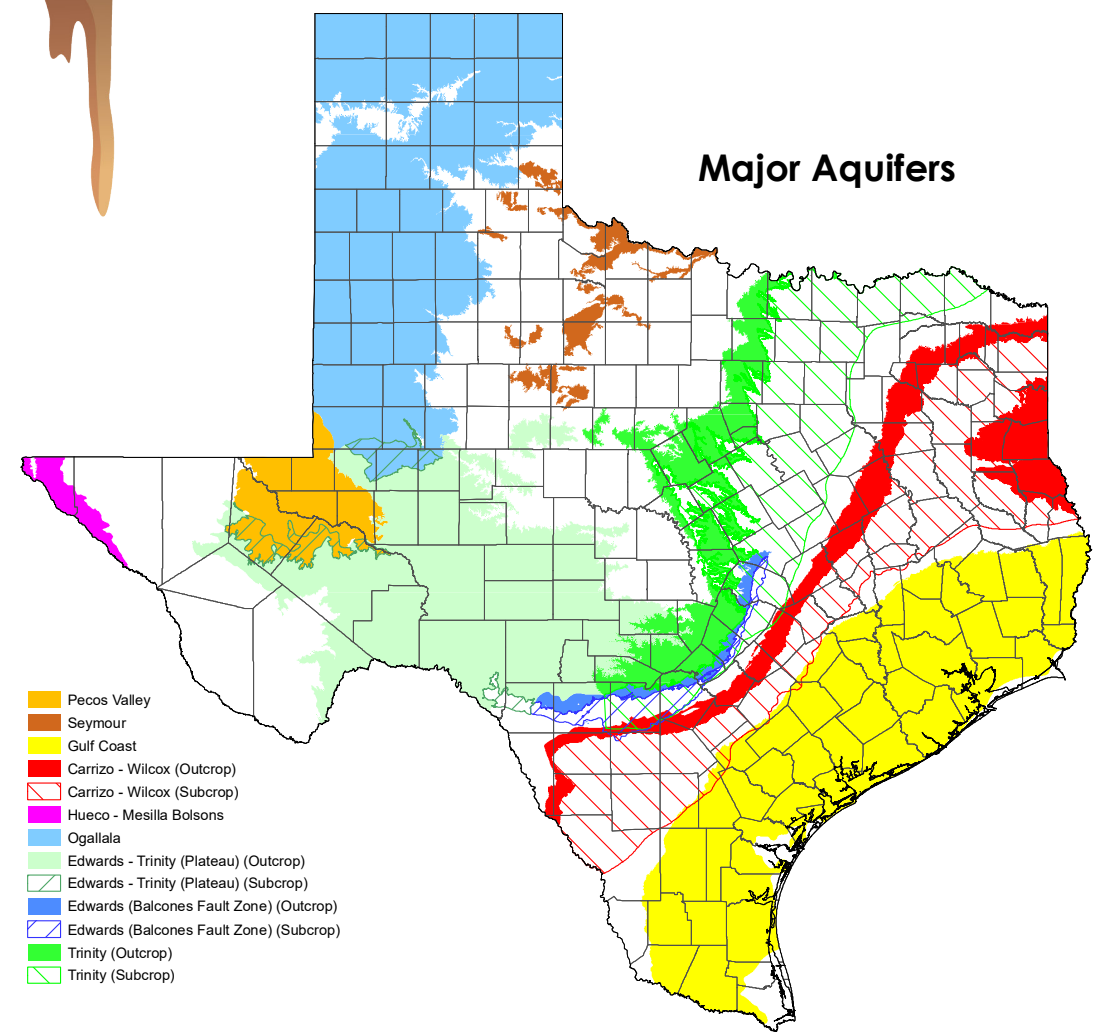 Major Aquifers
Pecos Valley
Seymour
Gulf Coast
Carrizo - Wilcox (Outcrop)
Carrizo - Wilcox (Subcrop)
Hueco - Mesilla Bolsons
Ogallala
Edwards - Trinity (Plateau) (Outcrop)
Edwards - Trinity (Plateau) (Subcrop)
Edwards (Balcones Fault Zone) (Outcrop)
Edwards (Balcones Fault Zone) (Subcrop)
Trinity (Outcrop)
Trinity (Subcrop)